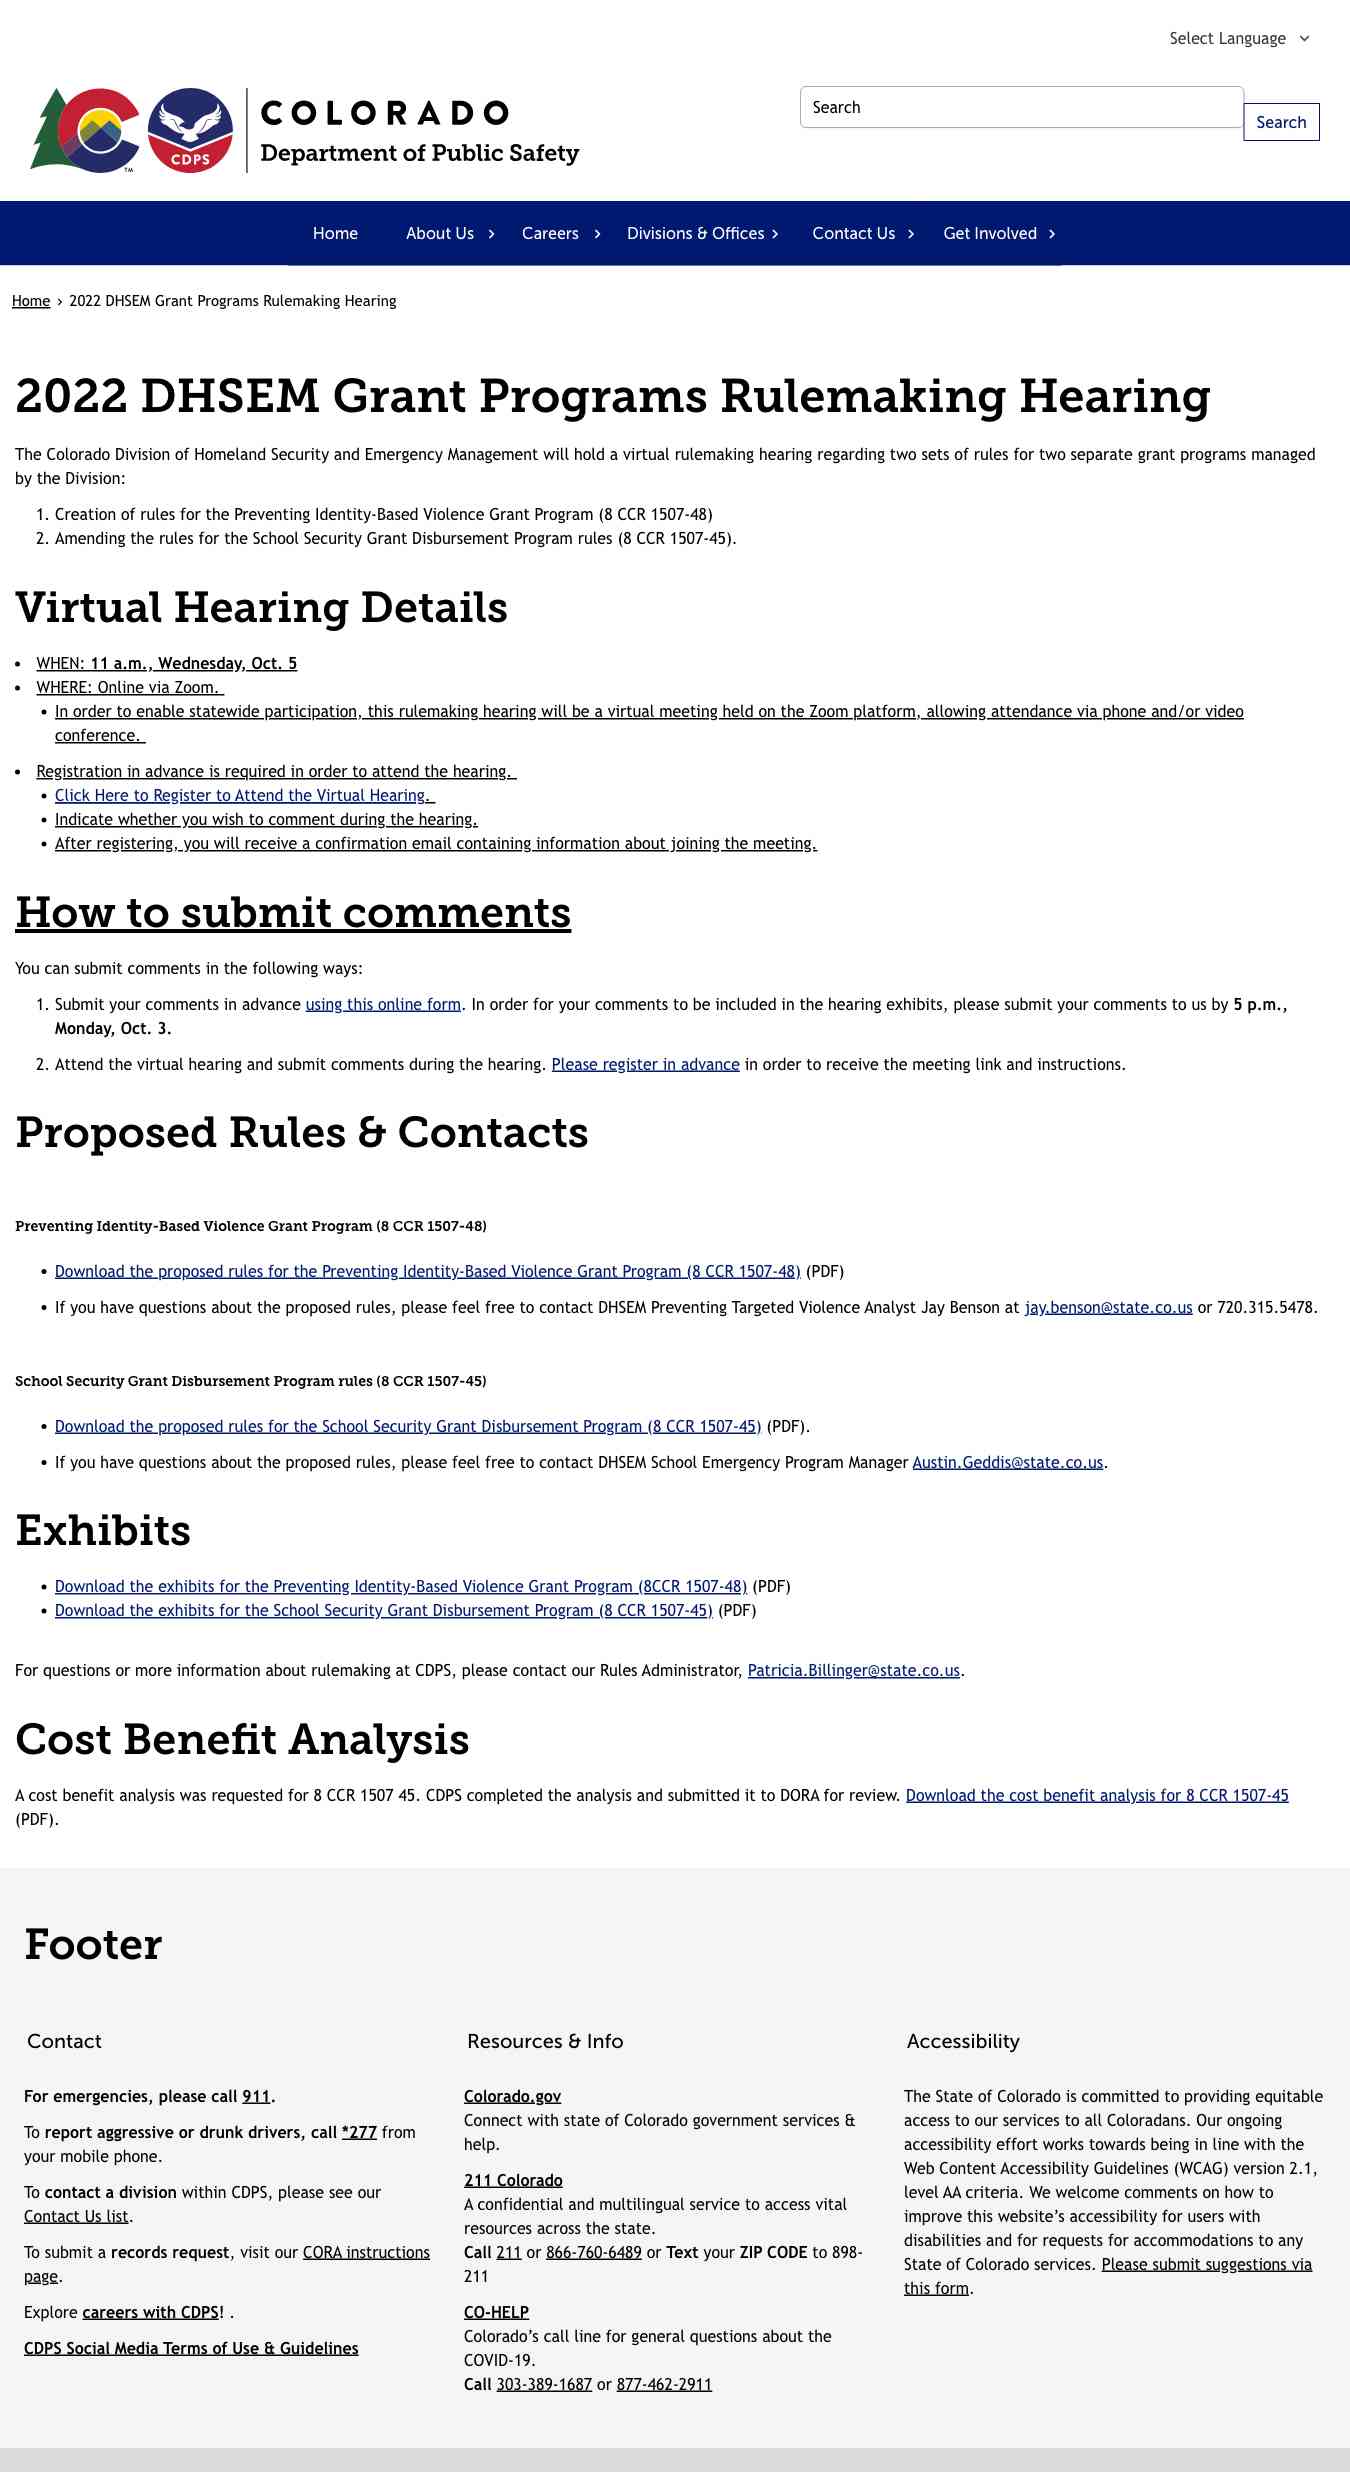 Select Language
COLORADO
Department of Public Safety
CDPS
TM
Search
Search
Home
About Us
Careers
Divisions & Offices
Contact Us
Get Involved
Home › 2022 DHSEM Grant Programs Rulemaking Hearing
2022 DHSEM Grant Programs Rulemaking Hearing
The Colorado Division of Homeland Security and Emergency Management will hold a virtual rulemaking hearing regarding two sets of rules for two separate grant programs managed
by the Division:
1. Creation of rules for the Preventing Identity-Based Violence Grant Program (8 CCR 1507-48)
2. Amending the rules for the School Security Grant Disbursement Program rules (8 CCR 1507-45).
Virtual Hearing Details
• WHEN: 11 a.m., Wednesday, Oct. 5
• WHERE: Online via Zoom.
• In order to enable statewide participation, this rulemaking hearing will be a virtual meeting held on the Zoom platform, allowing attendance via phone and/or video
conference.
• Registration in advance is required in order to attend the hearing.
• Click Here to Register to Attend the Virtual Hearing.
• Indicate whether you wish to comment during the hearing.
• After registering, you will receive a confirmation email containing information about joining the meeting.
How to submit comments
You can submit comments in the following ways:
1. Submit your comments in advance using this online form. In order for your comments to be included in the hearing exhibits, please submit your comments to us by 5 p.m.,
Monday, Oct. 3.
2. Attend the virtual hearing and submit comments during the hearing. Please register in advance in order to receive the meeting link and instructions.
Proposed Rules & Contacts
Preventing Identity-Based Violence Grant Program (8 CCR 1507-48)
• Download the proposed rules for the Preventing Identity-Based Violence Grant Program (8 CCR 1507-48) (PDF)
• If you have questions about the proposed rules, please feel free to contact DHSEM Preventing Targeted Violence Analyst Jay Benson at jay.benson@state.co.us or 720.315.5478.
School Security Grant Disbursement Program rules (8 CCR 1507-45)
• Download the proposed rules for the School Security Grant Disbursement Program (8 CCR 1507-45) (PDF).
• If you have questions about the proposed rules, please feel free to contact DHSEM School Emergency Program Manager Austin.Geddis@state.co.us.
Exhibits
• Download the exhibits for the Preventing Identity-Based Violence Grant Program (8CCR 1507-48) (PDF)
• Download the exhibits for the School Security Grant Disbursement Program (8 CCR 1507-45) (PDF)
For questions or more information about rulemaking at CDPS, please contact our Rules Administrator, Patricia.Billinger@state.co.us.
Cost Benefit Analysis
A cost benefit analysis was requested for 8 CCR 1507 45. CDPS completed the analysis and submitted it to DORA for review. Download the cost benefit analysis for 8 CCR 1507-45
(PDF).
Footer
Contact
For emergencies, please call 911.
To report aggressive or drunk drivers, call *277 from
your mobile phone.
To contact a division within CDPS, please see our
Contact Us list.
To submit a records request, visit our CORA instructions
page.
Explore careers with CDPS! .
CDPS Social Media Terms of Use & Guidelines
Resources & Info
Colorado.gov
Connect with state of Colorado government services &
help.
211 Colorado
A confidential and multilingual service to access vital
resources across the state.
Call 211 or 866-760-6489 or Text your ZIP CODE to 898-
211
CO-HELP
Colorado’s call line for general questions about the
COVID-19.
Call 303-389-1687 or 877-462-2911
Accessibility
The State of Colorado is committed to providing equitable
access to our services to all Coloradans. Our ongoing
accessibility effort works towards being in line with the
Web Content Accessibility Guidelines (WCAG) version 2.1,
level AA criteria. We welcome comments on how to
improve this website’s accessibility for users with
disabilities and for requests for accommodations to any
State of Colorado services. Please submit suggestions via
this form.